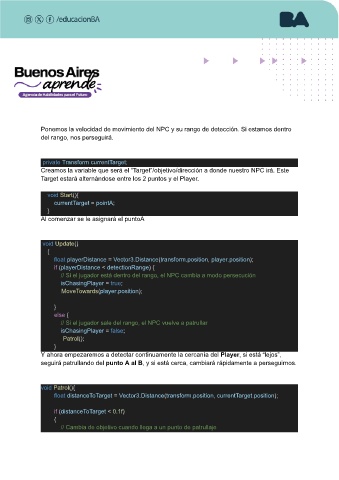 /educacionBA
BA
Buenos Aires
aprende
Agencia de Habilidades para el Futuro
Ponemos la velocidad de movimiento del NPC y su rango de detección. Si estamos dentro
del rango, nos perseguirá.
private Transform currentTarget;
Creamos la variable que será el "Target"/objetivo/dirección a donde nuestro NPC irá. Este
Target estará alternándose entre los 2 puntos y el Player.
void Start(){
currentTarget = pointA;
}
Al comenzar se le asignará el puntoA
void Update()
{
float playerDistance = Vector3.Distance(transform.position, player.position);
if (playerDistance < detectionRange) {
// Si el jugador está dentro del rango, el NPC cambia a modo persecución
isChasingPlayer = true;
MoveTowards(player.position);
}
else {
// Si el jugador sale del rango, el NPC vuelve a patrullar
isChasingPlayer = false;
Patrol();
}
Y ahora empezaremos a detectar continuamente la cercanía del Player, si está "lejos",
seguirá patrullando del punto A al B, y si está cerca, cambiará rápidamente a perseguirnos.
void Patrol(){
float distanceToTarget = Vector3.Distance(transform.position, currentTarget.position);
if (distanceToTarget < 0.1f)
{
// Cambia de objetivo cuando llega a un punto de patrullaje